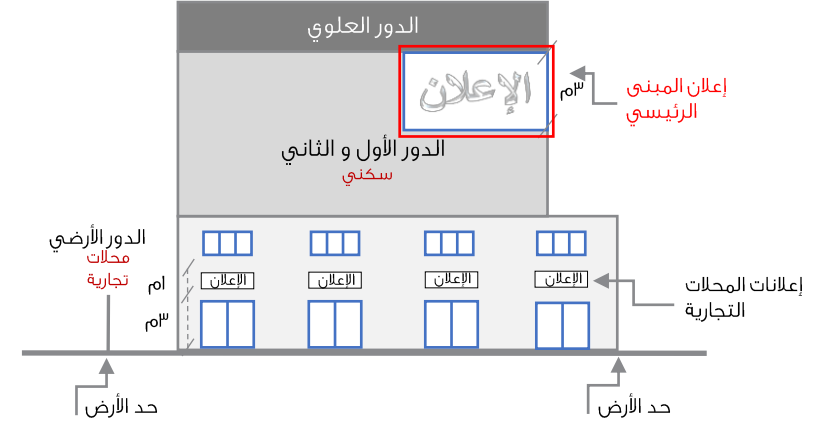 الدور العلوي
الإعلان
٣م
إعلان المبنى
الرئيسي
الدور الأول و الثاني
سكني
الدور الأرضي
محلات
تجارية
١م
٣م
الإعلان
الإعلان
الإعلان
الإعلان
إعلانات المحلات
التجارية
حد الأرض
حد الأرض